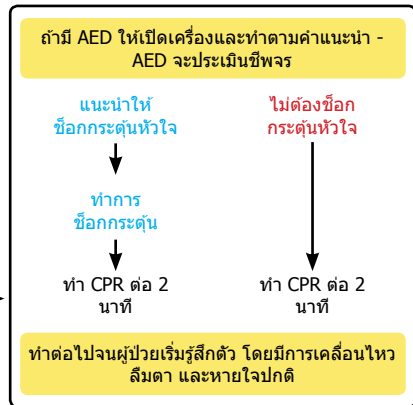 ถ้ามี AED ให้เปิดเครื่องและทำตามคำแนะนำ -
AED จะประเมินชีพจร
แนะนำให้
ช็อกกระตุ้นหัวใจ
ทำการ
ช็อกกระตุ้น
ทำ CPR ต่อ 2
นาที
ไม่ต้องช็อก
กระตุ้นหัวใจ
ทำ CPR ต่อ 2
นาที
ทำต่อไปจนผู้ป่วยเริ่มรู้สึกตัว โดยมีการเคลื่อนไหว
ลืมตา และหายใจปกติ